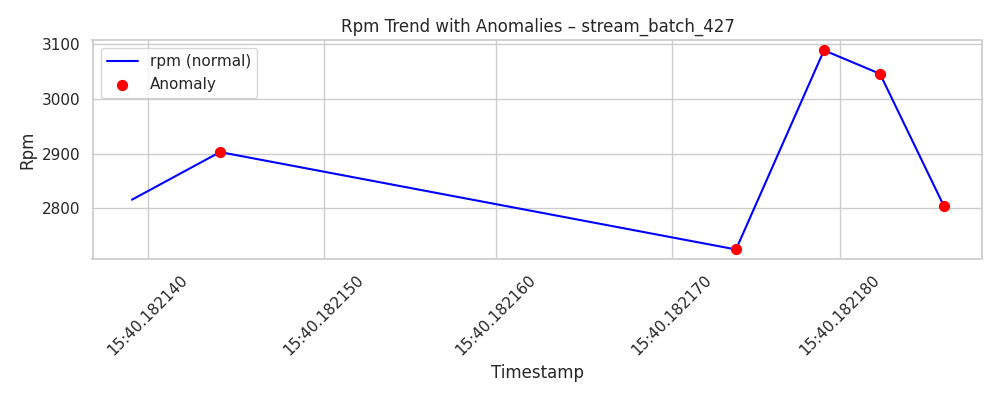 Rpm Trend with Anomalies – stream_batch_427
rpm (normal)
Anomaly
Rpm
3100
3000
2900
2800
15:40.182140
15:40.182150
15:40.182160
15:40.182170
15:40.182180
Timestamp